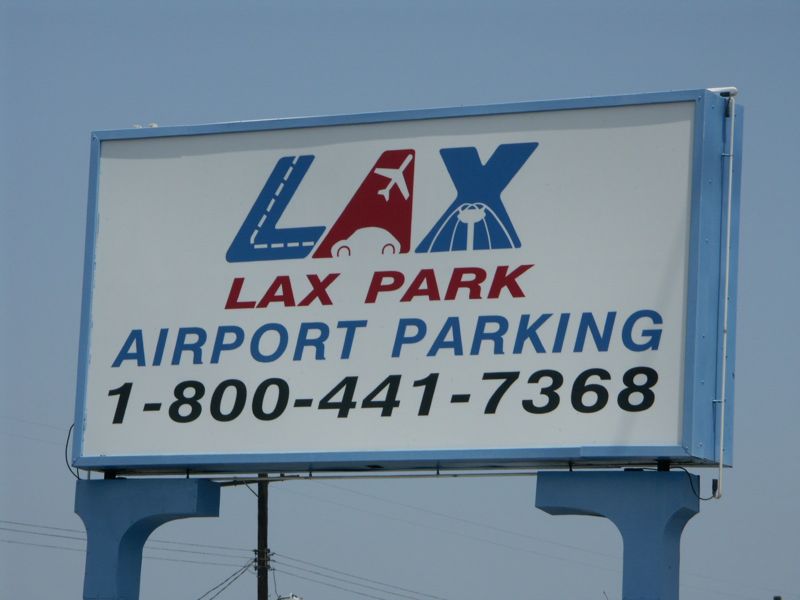 LAX
LAX PARK
AIRPORT PARKING
1-800-441-7368